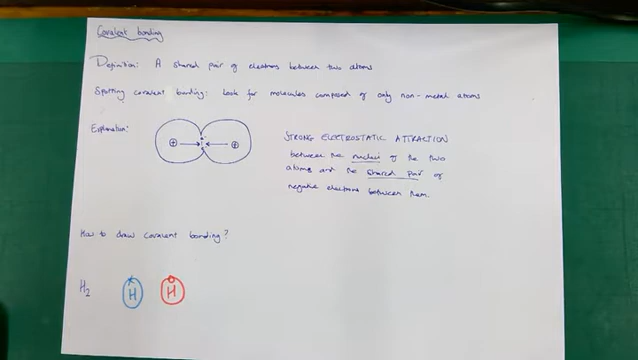 Covalent bonding
Definition: A shared pair of electrons between two atoms
Spotting covalent bonding: Look for molecules composed of only non-metal atoms
Explanation:
+ +
STRONG ELECTROSTATIC ATTRACTION
between the nuclei of the two
atoms and the shared pair of
negative electrons between them.
How to draw covalent bonding?
H2 H H